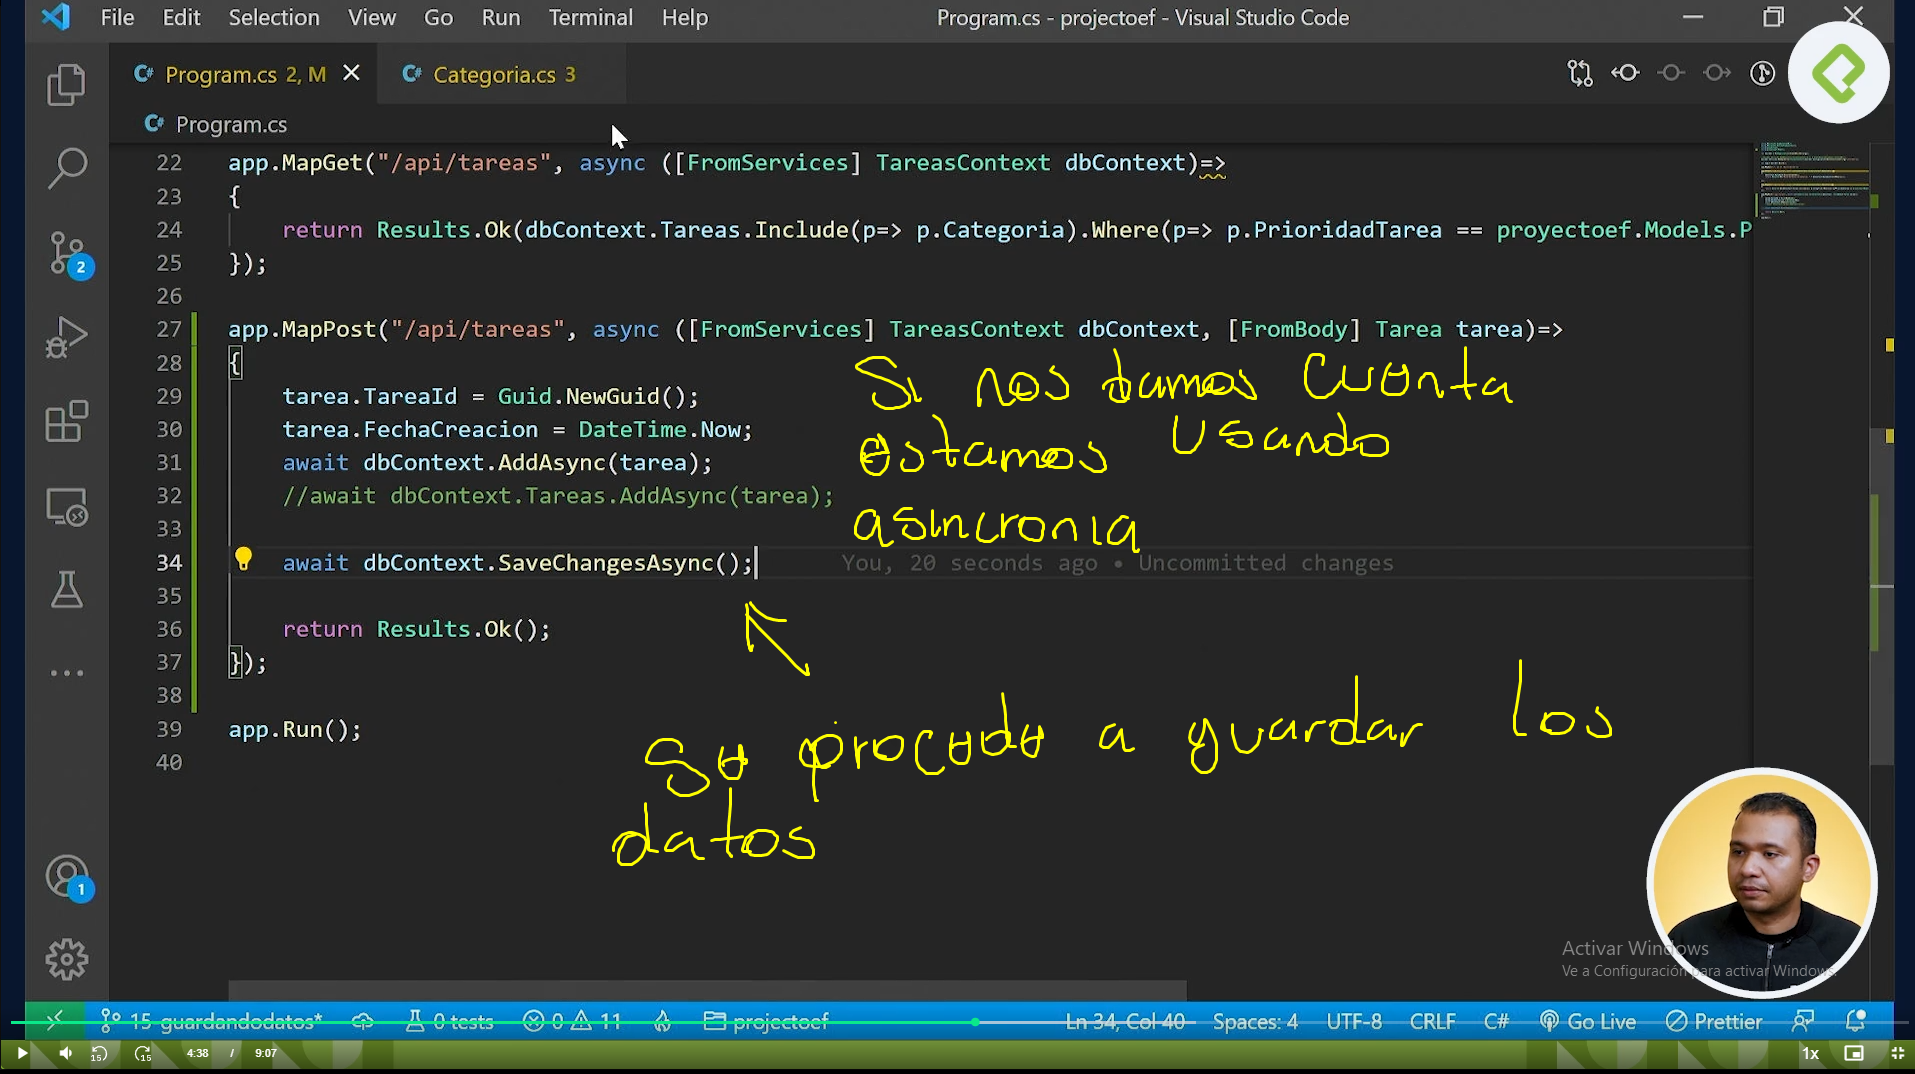 File Edit Selection View Go Run Terminal Help
Program.cs - projectoef - Visual Studio Code
Program.cs 2, M
Categoria.cs 3
Program.cs
22 app.MapGet("/api/tareas", async ([FromServices] TareasContext dbContext)=>
23 {
24 return Results.Ok(dbContext.Tareas.Include(p=> p.Categoria).Where(p=> p.PrioridadTarea == proyectoef.Models.P
25 });
26
27 app.MapPost("/api/tareas", async ([FromServices] TareasContext dbContext, [FromBody] Tarea tarea)=>
28 {
Si nos damos cuenta
29 tarea.TareaId = Guid.NewGuid();
30 tarea.FechaCreacion = DateTime.Now;
estamos usando
31 await dbContext.AddAsync(tarea);
32 //await dbContext.Tareas.AddAsync(tarea);
asincronia
33
34 await dbContext.SaveChangesAsync(); You, 20 seconds ago • Uncommitted changes
35
36 return Results.Ok();
37 });
38
39 app.Run();
40
Se procede a guardar los
datos
2
1
Activar Windows
Ve a Configuración para activar Windows.
15 guardandodatos* 0 tests 0 11 projectoef Ln 34, Col 40 Spaces: 4 UTF-8 CRLF C# Go Live Prettier
15 15 4:38 / 9:07 1x